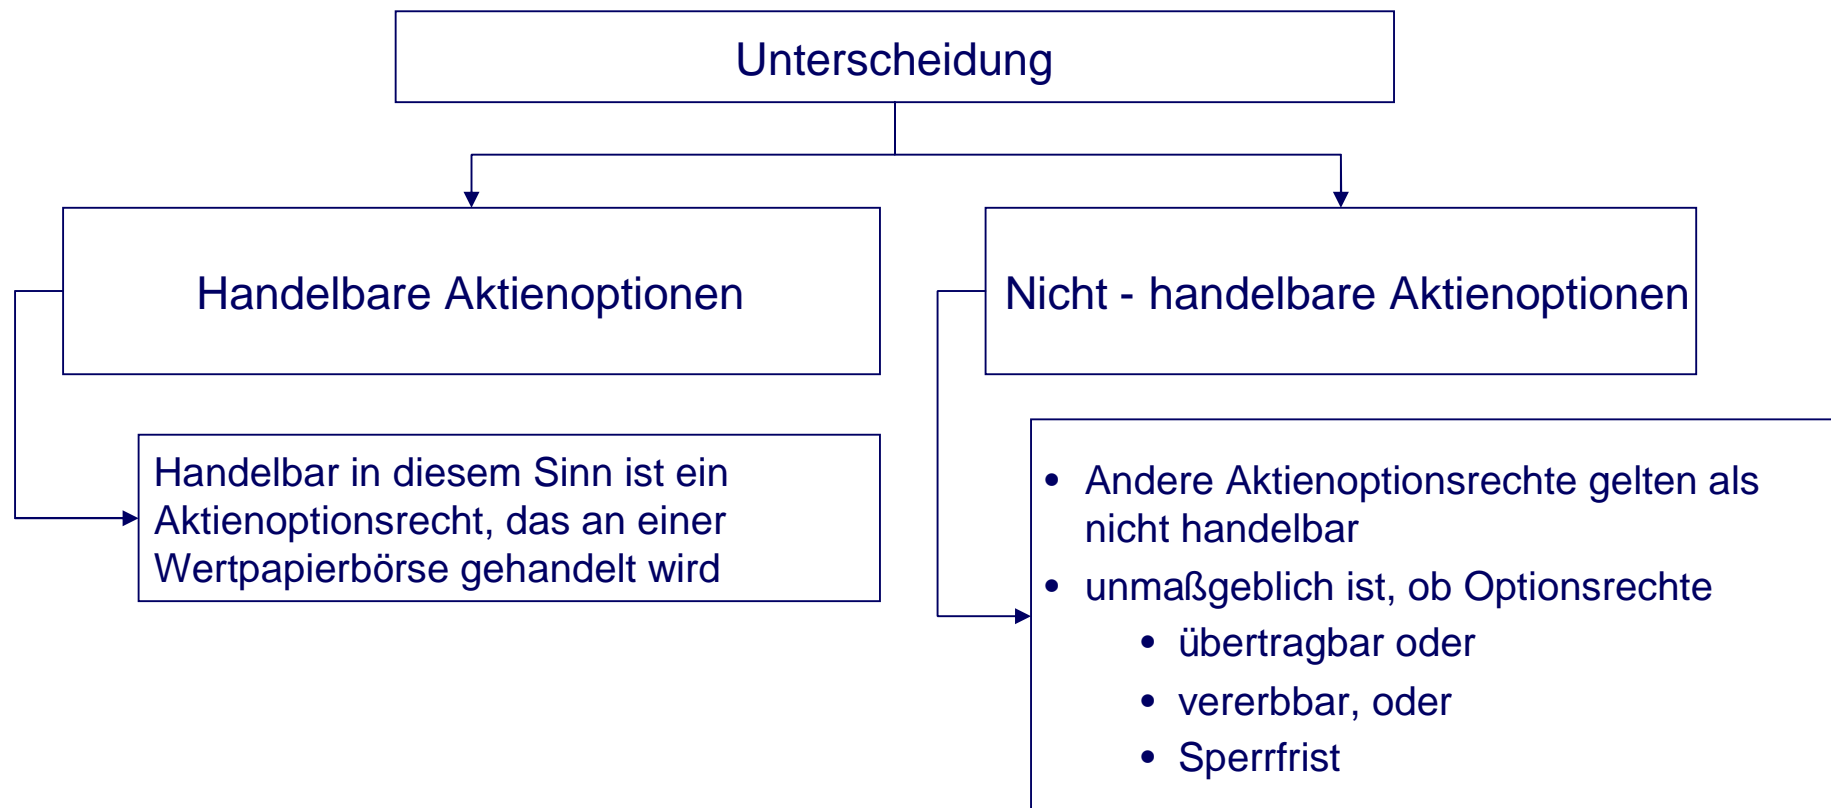 Unterscheidung
Handelbare Aktienoptionen
Nicht - handelbare Aktienoptionen
Handelbar in diesem Sinn ist ein
Aktienoptionsrecht, das an einer
Wertpapierbörse gehandelt wird
• Andere Aktienoptionsrechte gelten als
nicht handelbar
• unmaßgeblich ist, ob Optionsrechte
• übertragbar oder
• vererbbar, oder
• Sperrfrist